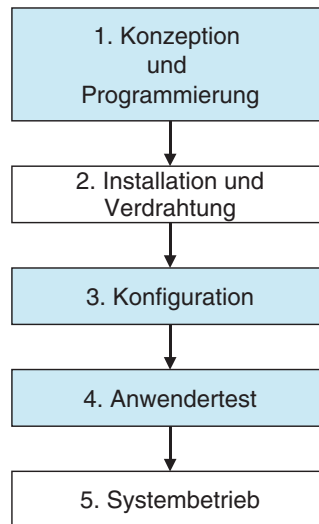 1. Konzeption
und
Programmierung
2. Installation und
Verdrahtung
3. Konfiguration
4. Anwendertest
5. Systembetrieb